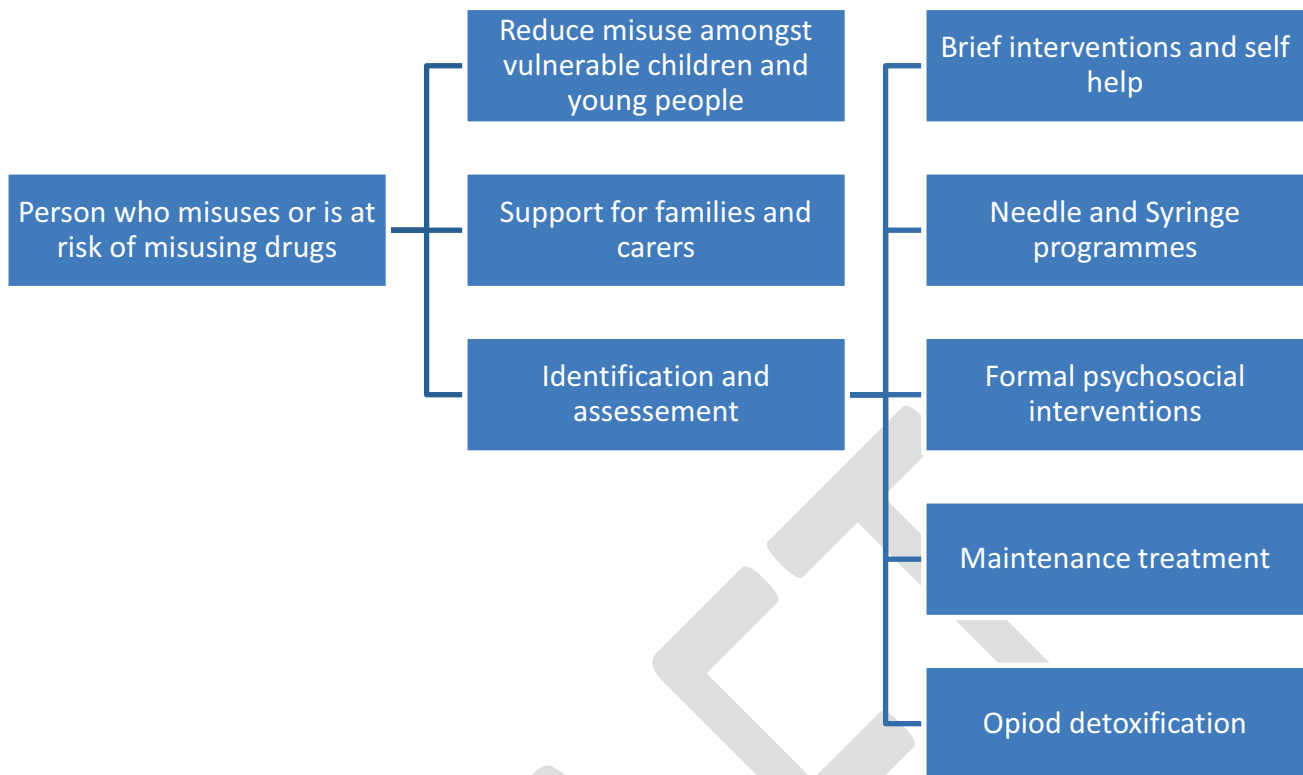 Person who misuses or is at
risk of misusing drugs
Reduce misuse amongst
vulnerable children and
young people
Support for families and
carers
Identification and
assessement
Brief interventions and self
help
Needle and Syringe
programmes
Formal psychosocial
interventions
Maintenance treatment
Opiod detoxification